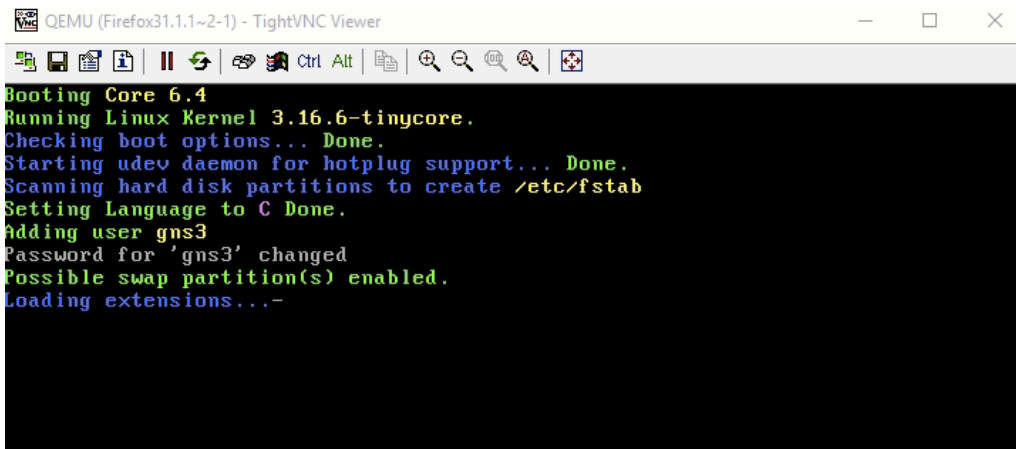 QEMU (Firefox31.1.1~2-1) - TightVNC Viewer
Ctrl Alt
Booting Core 6.4
Running Linux Kernel 3.16.6-tinycore.
Checking boot options... Done.
Starting udev daemon for hotplug support... Done.
Scanning hard disk partitions to create /etc/fstab
Setting Language to C Done.
Adding user gns3
Password for 'gns3' changed
Possible swap partition(s) enabled.
Loading extensions...-